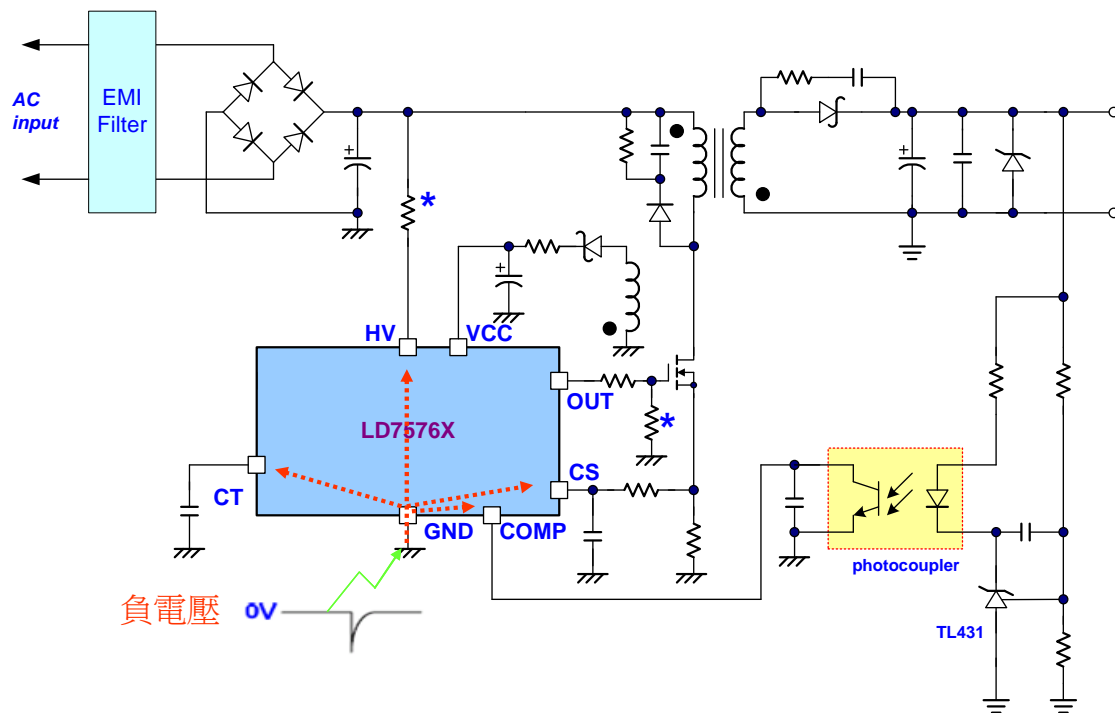 AC
input
EMI
Filter
*
HV
VCC
OUT
*
LD7576X
CS
CT
GND
COMP
photocoupler
TL431
負電壓
0V
+
+
+